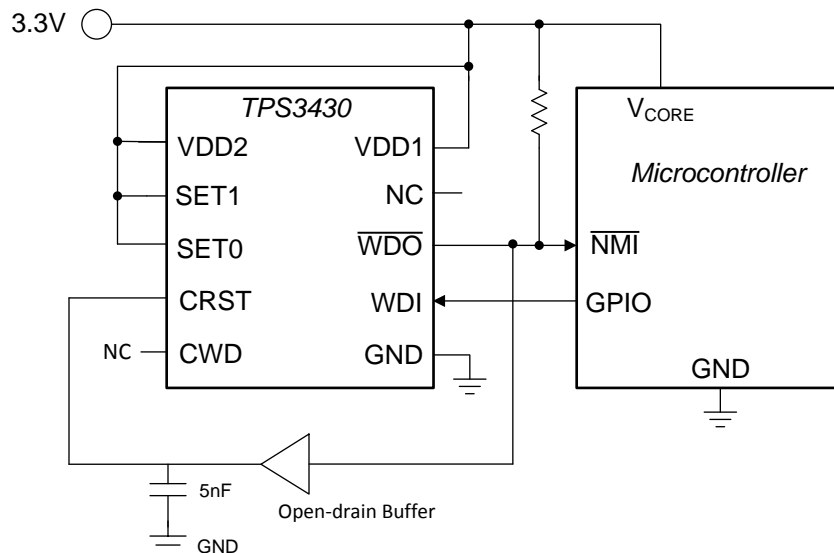 3.3V
TPS3430
VDD2
VDD1
SET1
NC
SET0
WDO
CRST
WDI
NC
CWD
GND
VCORE
Microcontroller
NMI
GPIO
GND
5nF
Open-drain Buffer
GND